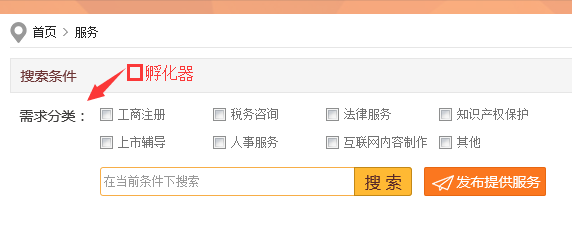 首页 > 服务
搜索条件 孵化器
需求分类： 工商注册 税务咨询 法律服务 知识产权保护
上市辅导 人事服务 互联网内容制作 其他
在当前条件下搜索 搜 索 发布提供服务